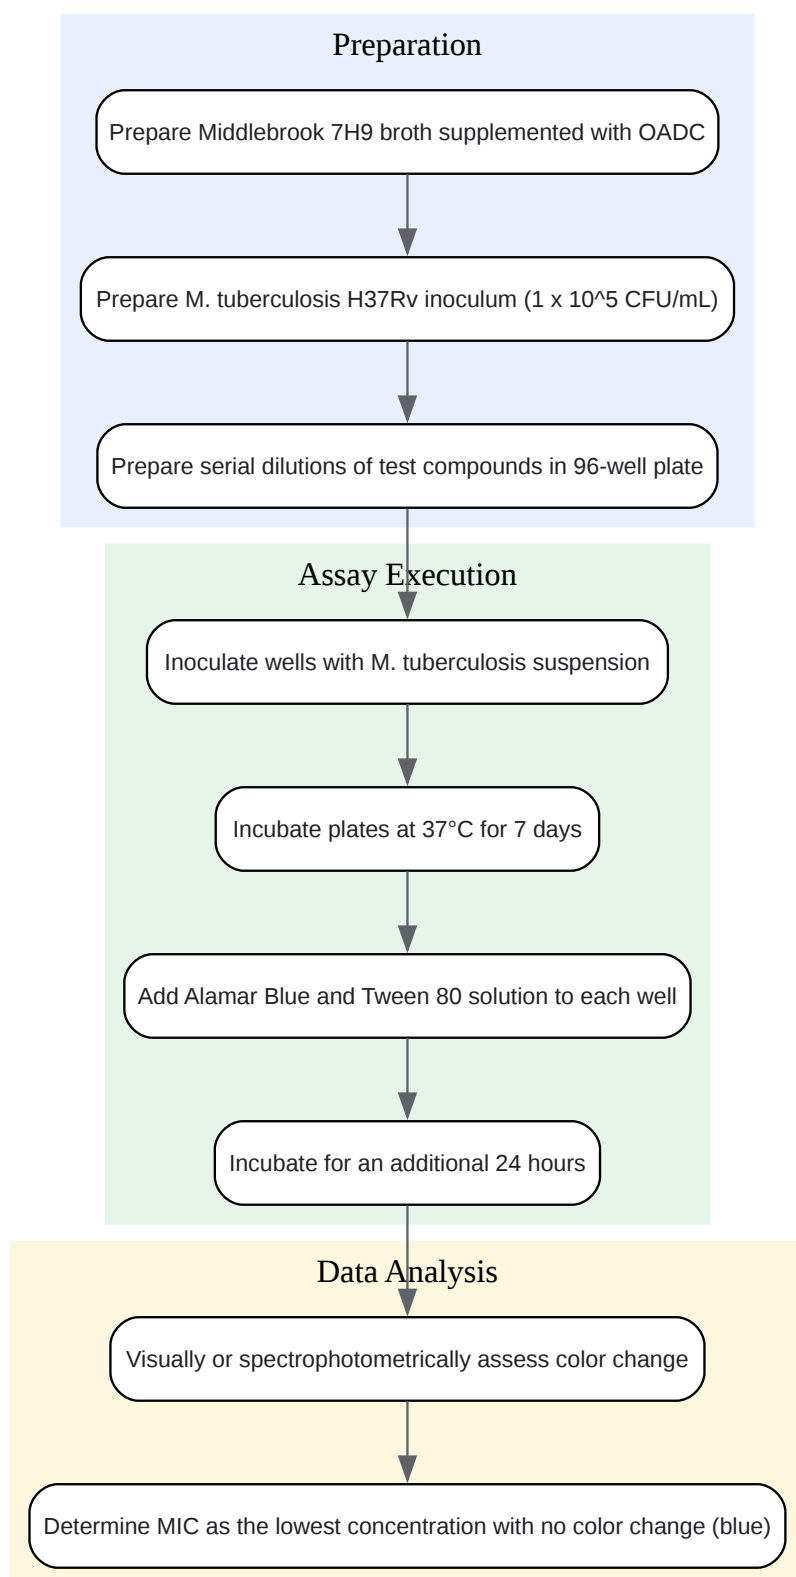 Preparation
Prepare Middlebrook 7H9 broth supplemented with OADC
Prepare M. tuberculosis H37Rv inoculum (1 x 10^5 CFU/mL)
Prepare serial dilutions of test compounds in 96-well plate
Assay Execution
Inoculate wells with M. tuberculosis suspension
Incubate plates at 37°C for 7 days
Add Alamar Blue and Tween 80 solution to each well
Incubate for an additional 24 hours
Data Analysis
Visually or spectrophotometrically assess color change
Determine MIC as the lowest concentration with no color change (blue)